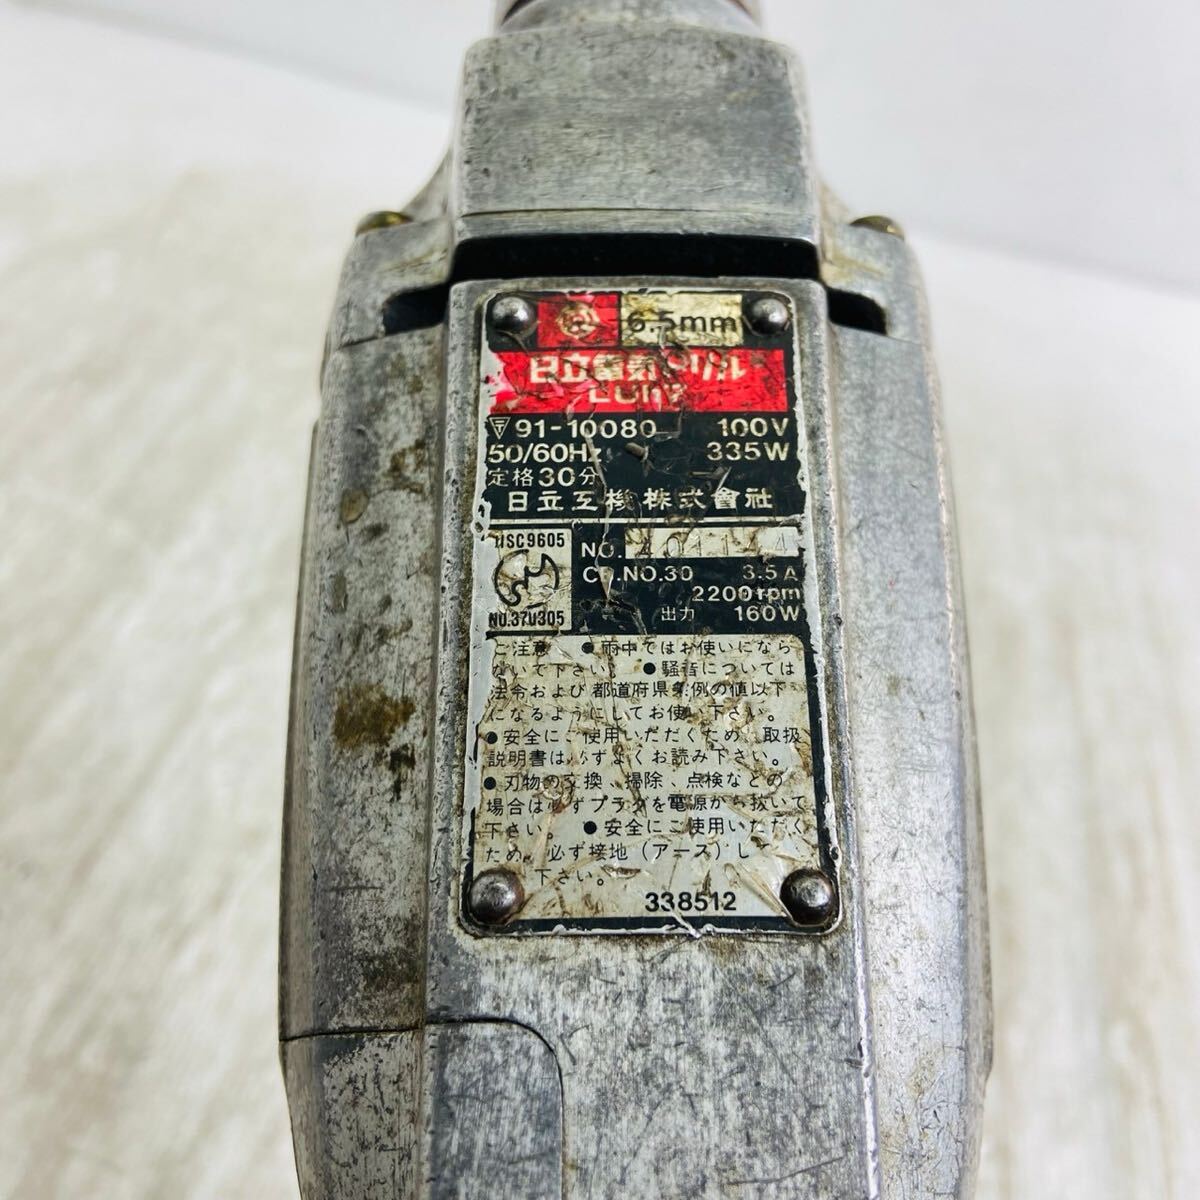 6.5mm
日立電気ドリル
91-10080 100V
50/60Hz 335W
定格30分
日立工機株式會社
JISC9605
NO.37U305
NO. 401144
CD.NO.30 3.5A
2200rpm
出力 160W
ご注意 ●雨中ではお使いになら
ないで下さい。 ●騒音については
法令および都道府県条例の値以下
になるようにしてお使い下さい。
●安全にご使用いただくため、取扱
説明書は必ずよくお読み下さい。
●刃物の交換、掃除、点検などの
場合は必ずプラグを電源から抜いて
下さい。 ●安全にご使用いただく
ため、必ず接地(アース)して
下さい。
338512